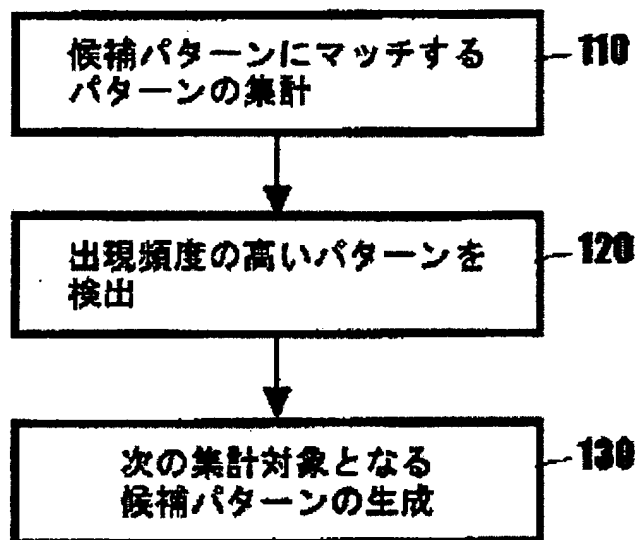 候補パターンにマッチする
パターンの集計
110
出現頻度の高いパターンを
検出
120
次の集計対象となる
候補パターンの生成
130